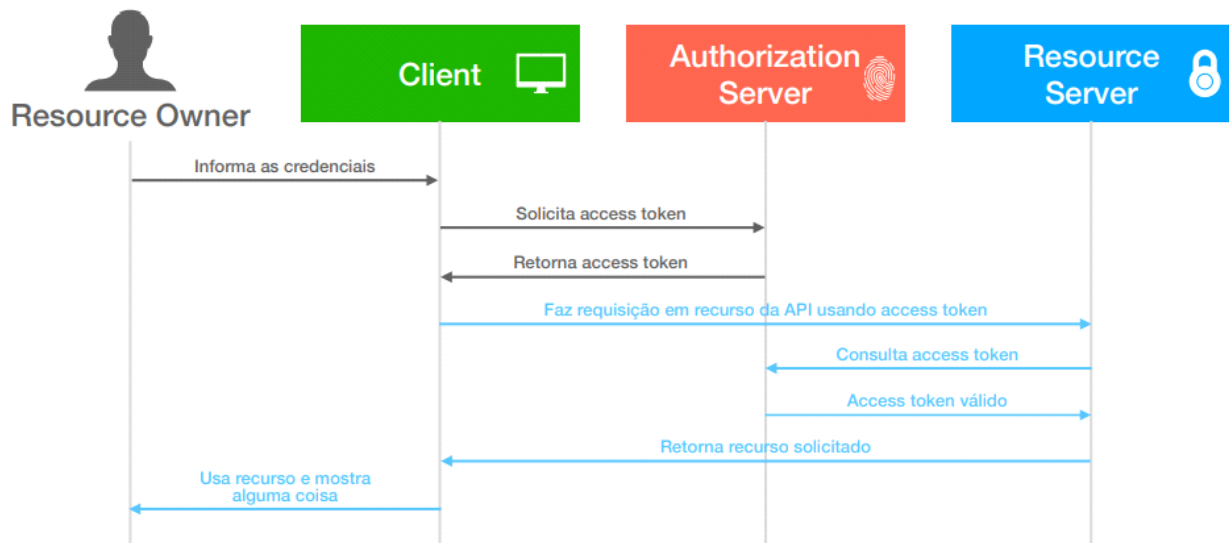 Resource Owner
Client
Authorization
Server
Resource
Server
Informa as credenciais
Solicita access token
Retorna access token
Faz requisição em recurso da API usando access token
Consulta access token
Access token válido
Retorna recurso solicitado
Usa recurso e mostra
alguma coisa